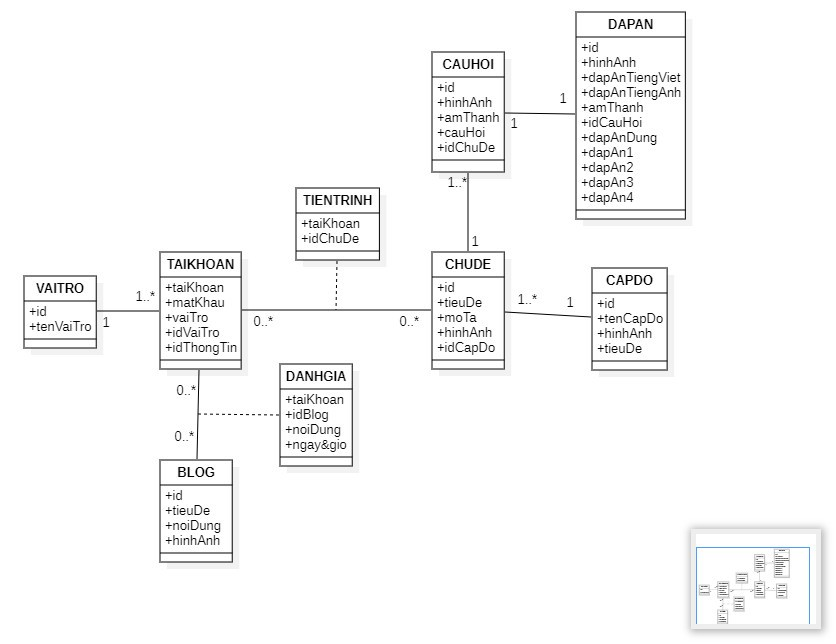 DAPAN
+id
+hinhAnh
+dapAnTiengViet
+dapAnTiengAnh
+amThanh
+idCauHoi
+dapAnDung
+dapAn1
+dapAn2
+dapAn3
+dapAn4
CAUHOI
+id
+hinhAnh
+amThanh
+cauHoi
+idChuDe
1
1
1..*
1
TIENTRINH
+taiKhoan
+idChuDe
VAITRO
+id
+tenVaiTro
1
1..*
TAIKHOAN
+taiKhoan
+matKhau
+vaiTro
+idVaiTro
+idThongTin
0..*
0..*
CHUDE
+id
+tieuDe
+moTa
+hinhAnh
+idCapDo
1..*
1
CAPDO
+id
+tenCapDo
+hinhAnh
+tieuDe
0..*
0..*
DANHGIA
+taiKhoan
+idBlog
+noiDung
+ngay&gio
BLOG
+id
+tieuDe
+noiDung
+hinhAnh